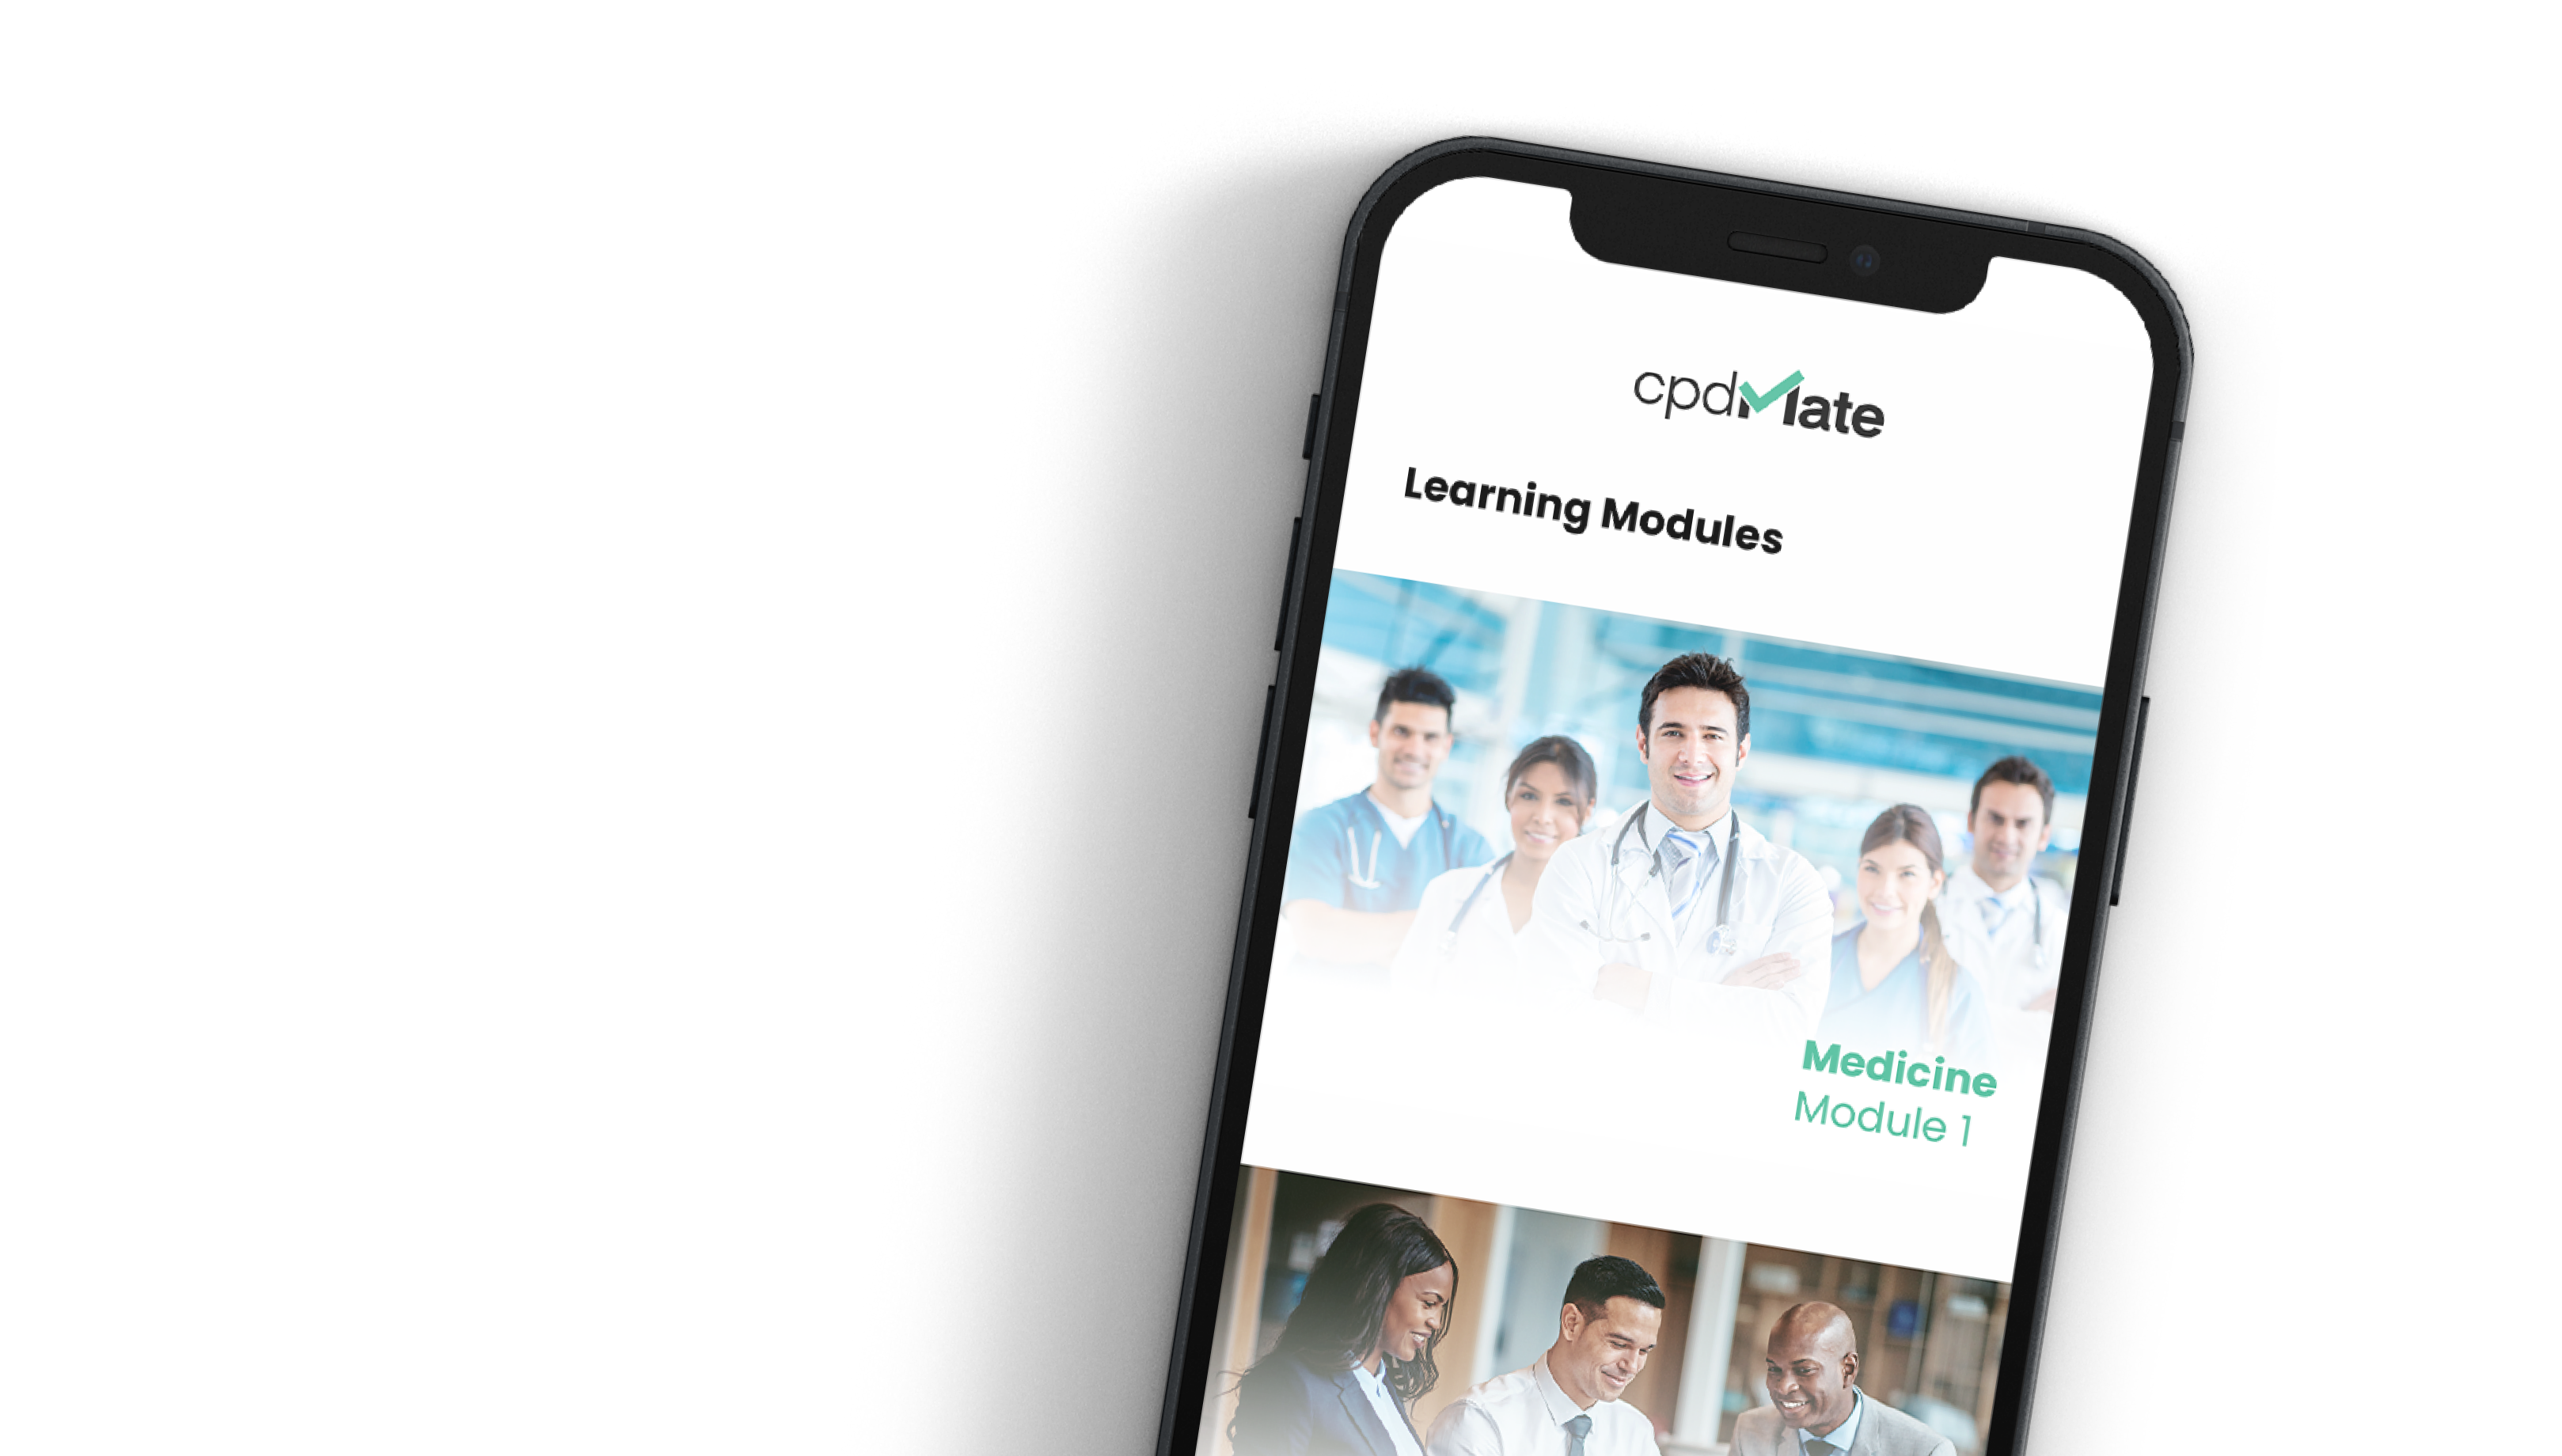 cpdMate
Learning Modules
Medicine
Module 1